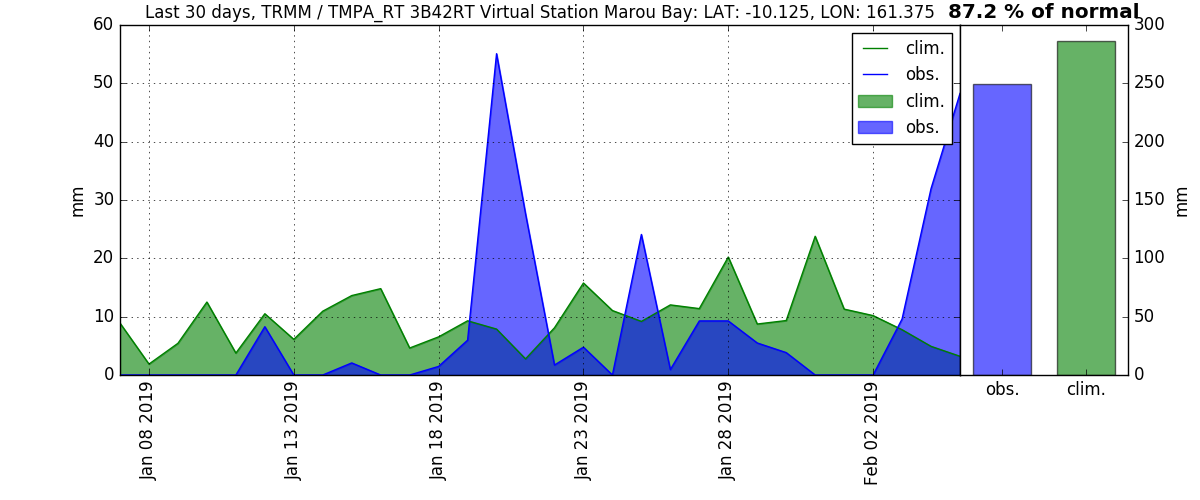 Last 30 days, TRMM / TMPA_RT 3B42RT Virtual Station Marou Bay: LAT: -10.125, LON: 161.375 87.2 % of normal
60
50
40
30
20
10
0
mm
clim.
obs.
clim.
obs.
300
250
200
150
100
50
0
mm
Jan 08 2019
Jan 13 2019
Jan 18 2019
Jan 23 2019
Jan 28 2019
Feb 02 2019
obs.
clim.